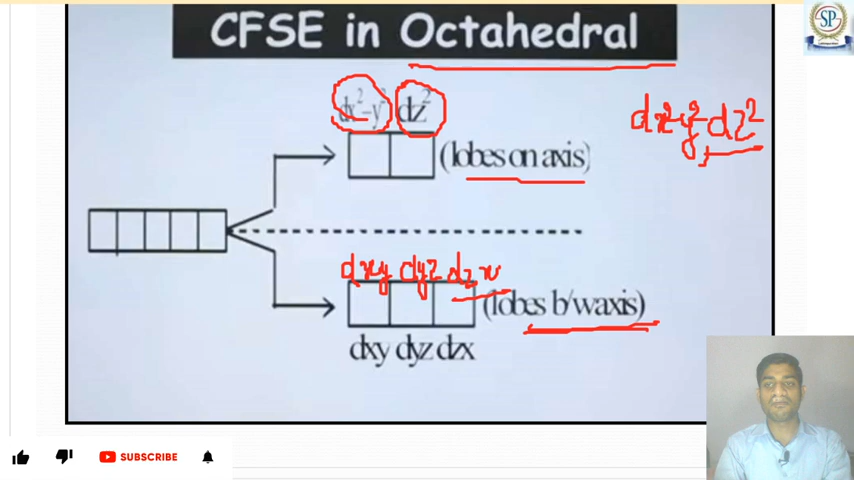 CFSE in Octahedral
SP
dx²-y² dz²
dx²-y² dz²
(lobes on axis)
dxy dyz dzx
(lobes b/w axis)
dxy dyz dzx
SUBSCRIBE